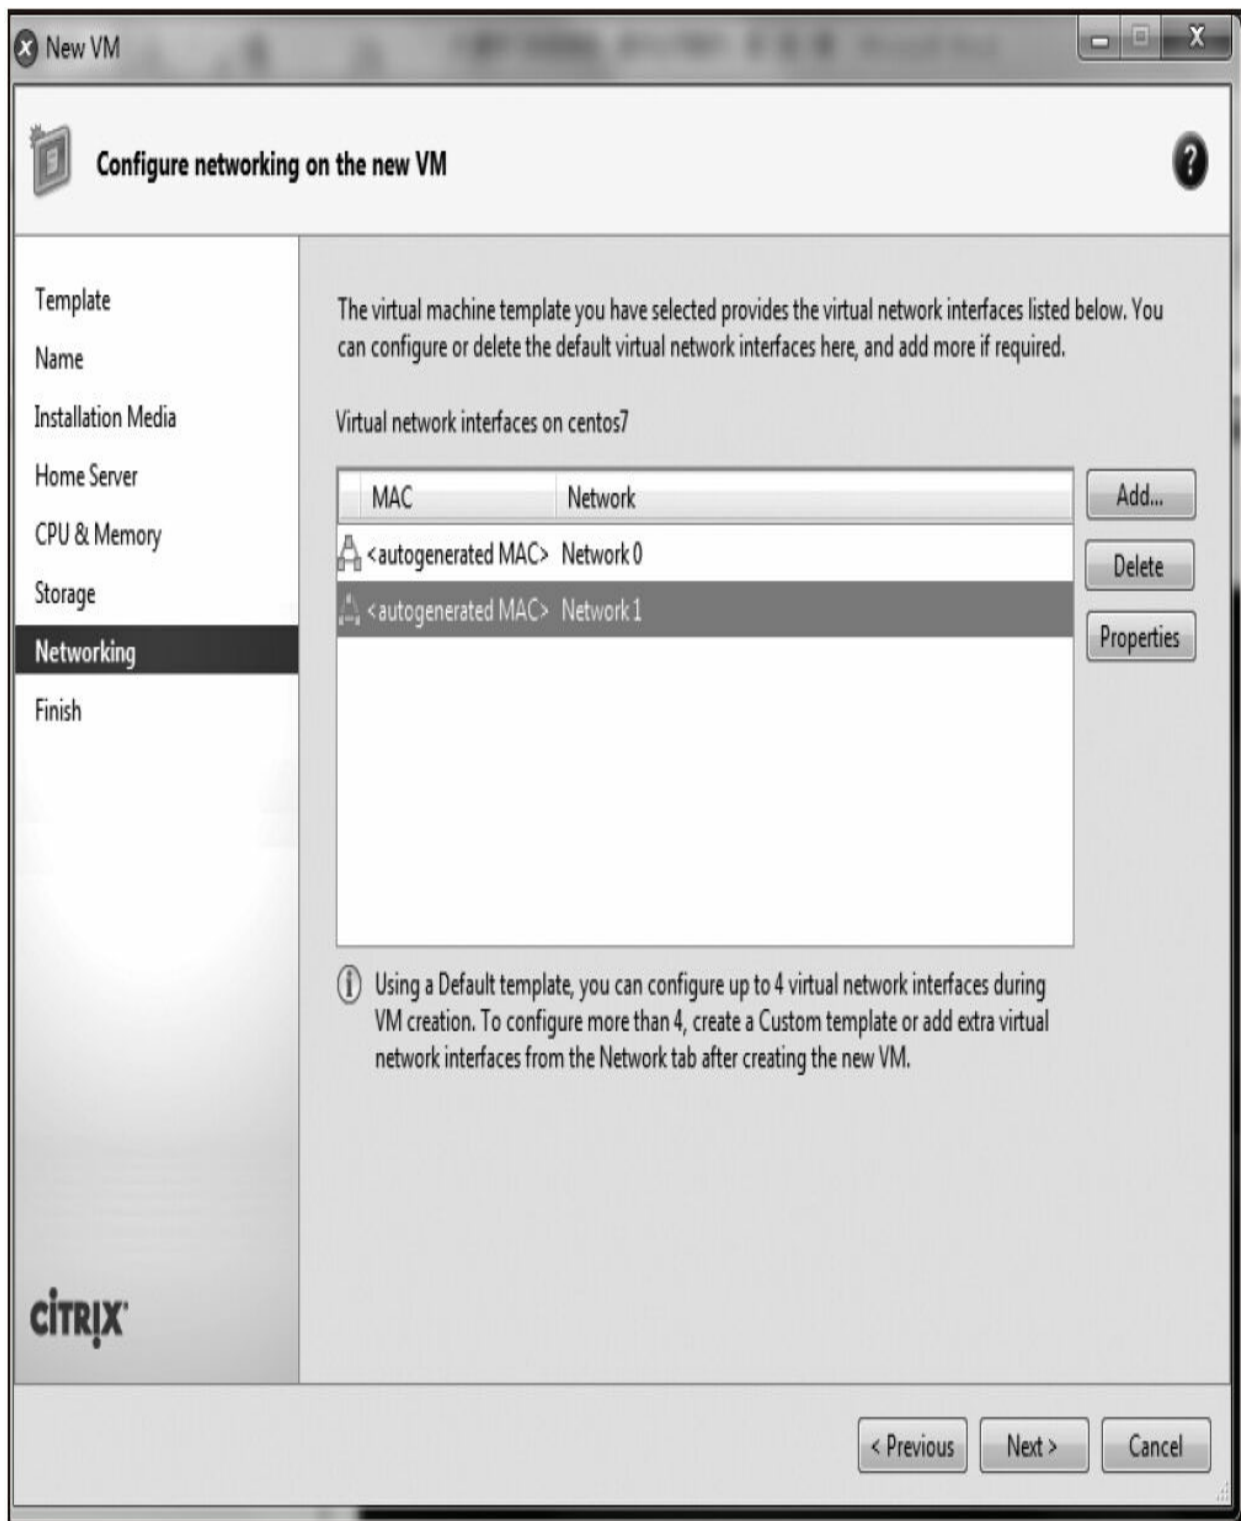 New VM
Configure networking on the new VM
?
Template
Name
Installation Media
Home Server
CPU & Memory
Storage
Networking
Finish
The virtual machine template you have selected provides the virtual network interfaces listed below. You
can configure or delete the default virtual network interfaces here, and add more if required.
Virtual network interfaces on centos7
MAC Network
<autogenerated MAC> Network 0
<autogenerated MAC> Network 1
Add...
Delete
Properties
Using a Default template, you can configure up to 4 virtual network interfaces during
VM creation. To configure more than 4, create a Custom template or add extra virtual
network interfaces from the Network tab after creating the new VM.
CITRIX
< Previous Next > Cancel